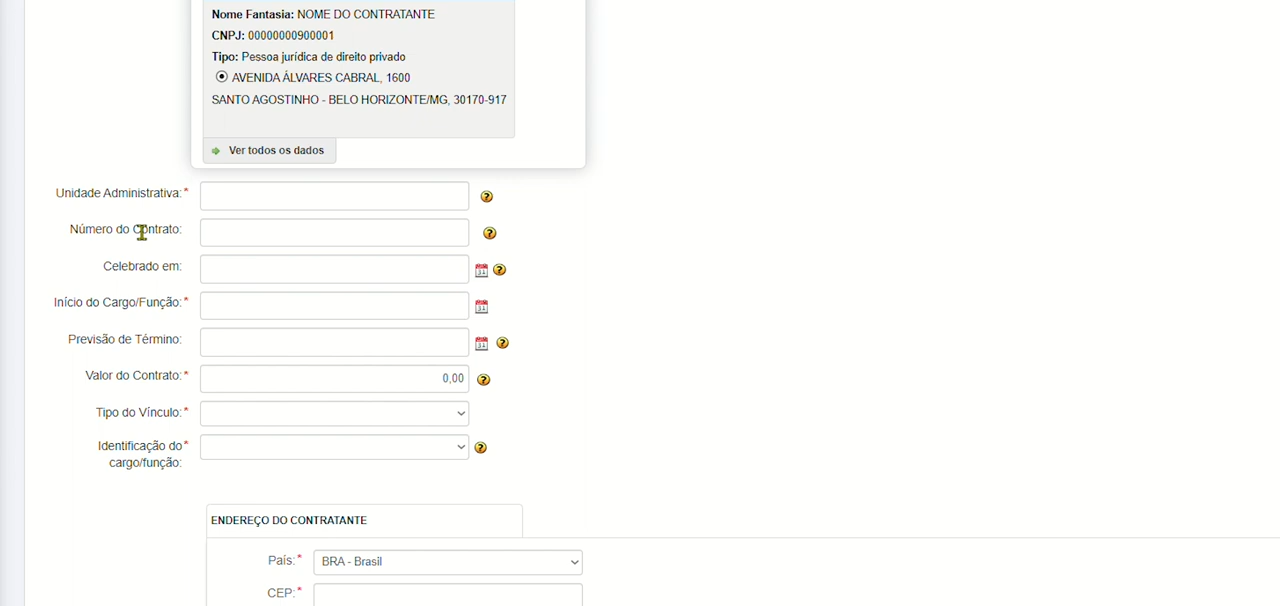 Nome Fantasia: NOME DO CONTRATANTE
CNPJ: 00000000900001
Tipo: Pessoa jurídica de direito privado
AVENIDA ÁLVARES CABRAL, 1600
SANTO AGOSTINHO - BELO HORIZONTE/MG, 30170-917
Ver todos os dados
Unidade Administrativa:*
Número do Contrato:
Celebrado em:
Início do Cargo/Função:*
Previsão de Término:
Valor do Contrato:* 0,00
Tipo do Vínculo:*
Identificação do*
cargo/função:
ENDEREÇO DO CONTRATANTE
País:* BRA - Brasil
CEP:*